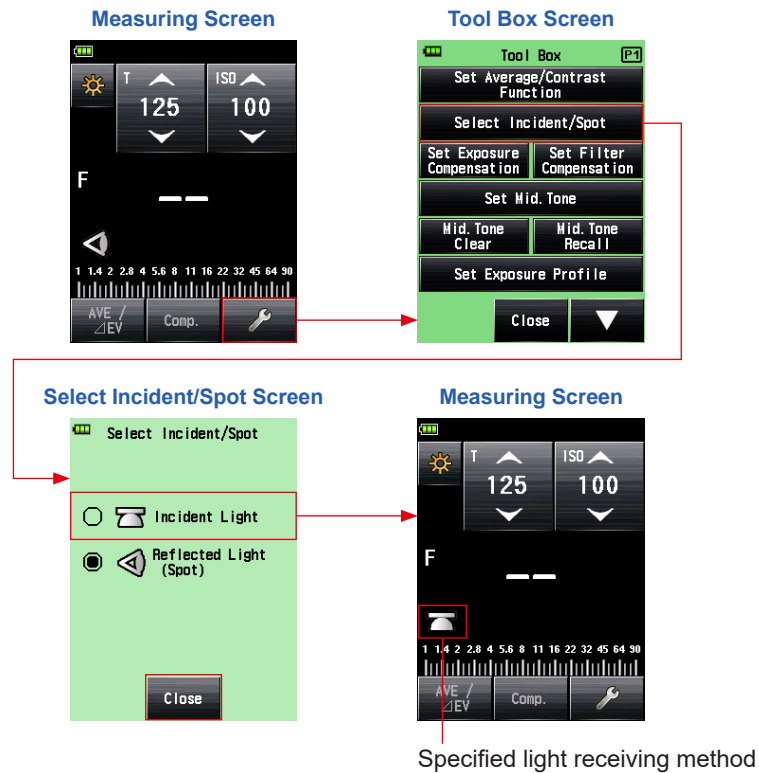 Measuring Screen
T
ISO
125
100
F
1 1.4 2 2.8 4 5.6 8 11 16 22 32 45 64 90
AVE /
⊿EV
Comp.
Tool Box Screen
Tool Box
P1
Set Average/Contrast
Function
Select Incident/Spot
Set Exposure
Compensation
Set Filter
Compensation
Set Mid. Tone
Mid. Tone
Clear
Mid. Tone
Recall
Set Exposure Profile
Close
Select Incident/Spot Screen
Select Incident/Spot
Incident Light
Reflected Light
(Spot)
Close
Measuring Screen
T
ISO
125
100
F
1 1.4 2 2.8 4 5.6 8 11 16 22 32 45 64 90
AVE /
⊿EV
Comp.
Specified light receiving method